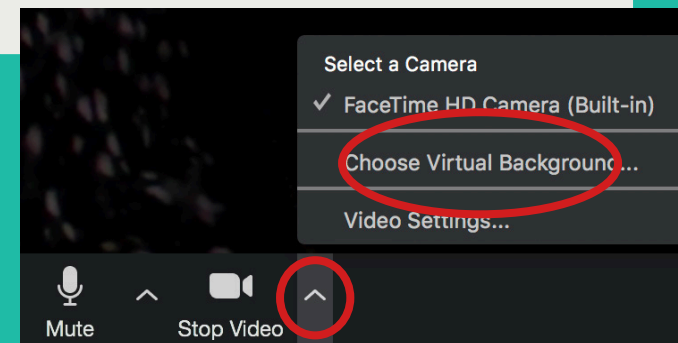 Select a Camera
✓ FaceTime HD Camera (Built-in)
Choose Virtual Background...
Video Settings...
Mute
Stop Video